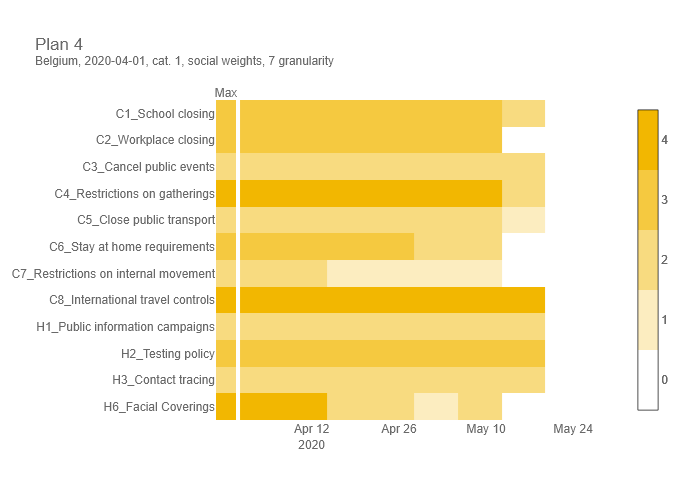 Plan 4
Belgium, 2020-04-01, cat. 1, social weights, 7 granularity
Max
C1_School closing
C2_Workplace closing
C3_Cancel public events
C4_Restrictions on gatherings
C5_Close public transport
C6_Stay at home requirements
C7_Restrictions on internal movement
C8_International travel controls
H1_Public information campaigns
H2_Testing policy
H3_Contact tracing
H6_Facial Coverings
Apr 12 Apr 26 May 10 May 24
2020
4
3
2
1
0